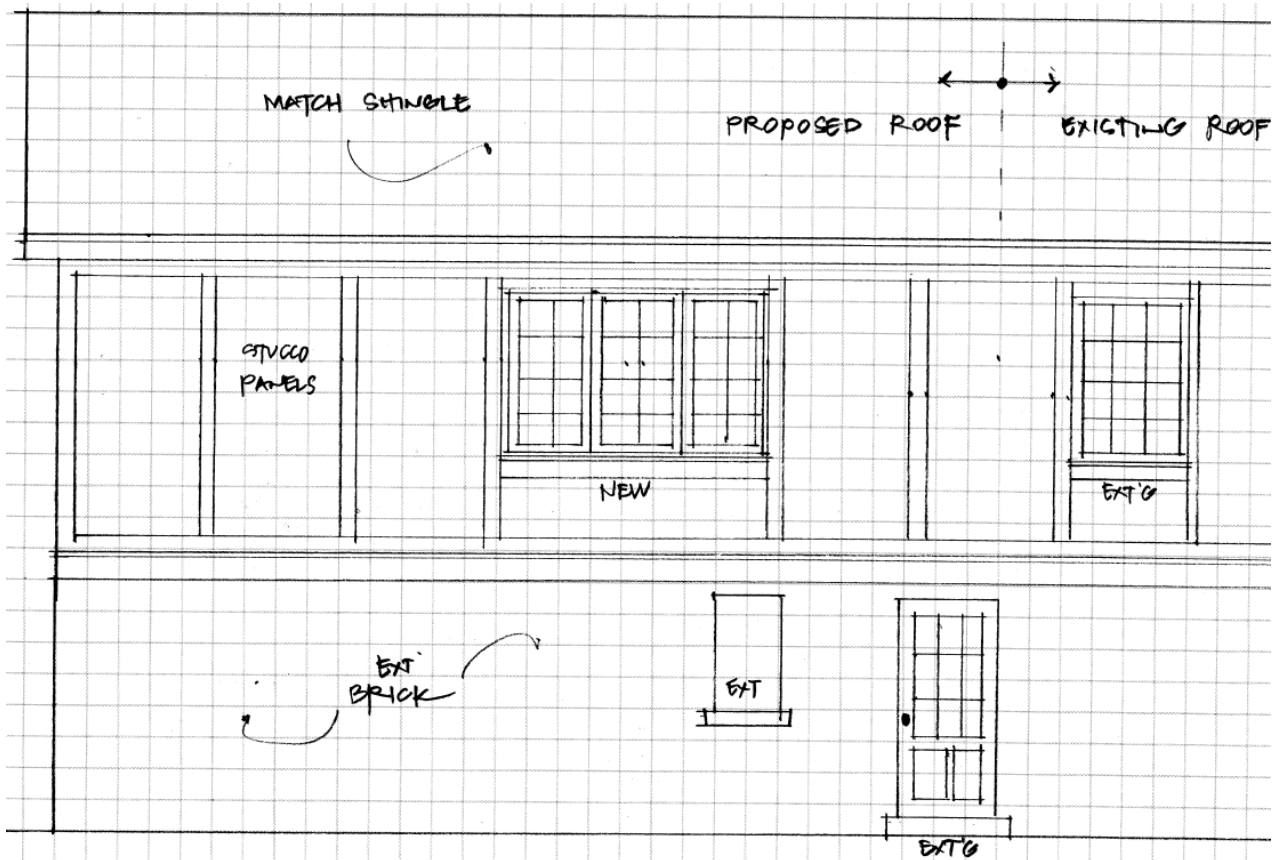 MATCH SHINGLE
PROPOSED ROOF
EXISTING ROOF
STUCCO
PANELS
NEW
EXT'G
EXT'
BRICK
EXT
EXT'G